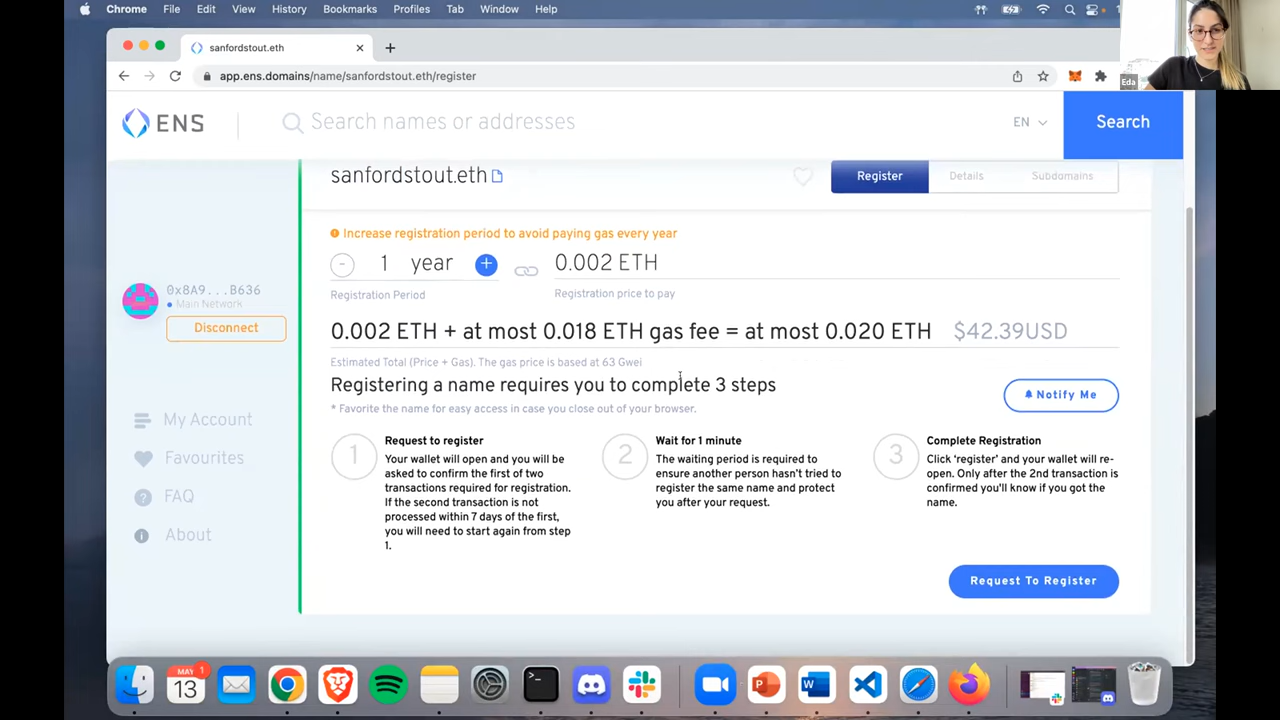 Chrome File Edit View History Bookmarks Profiles Tab Window Help
sanfordstout.eth
app.ens.domains/name/sanfordstout.eth/register
Eda
ENS
Search names or addresses
EN
Search
sanfordstout.eth
Register
Details
Subdomains
Increase registration period to avoid paying gas every year
- 1 year + 0.002 ETH
Registration Period
Registration price to pay
0x8A9...B636
Main Network
Disconnect
0.002 ETH + at most 0.018 ETH gas fee = at most 0.020 ETH $42.39USD
Estimated Total (Price + Gas). The gas price is based at 63 Gwei
Registering a name requires you to complete 3 steps
* Favorite the name for easy access in case you close out of your browser.
Notify Me
My Account
Favourites
FAQ
About
1
Request to register
Your wallet will open and you will be
asked to confirm the first of two
transactions required for registration.
If the second transaction is not
processed within 7 days of the first,
you will need to start again from step
1.
2
Wait for 1 minute
The waiting period is required to
ensure another person hasn't tried to
register the same name and protect
you after your request.
3
Complete Registration
Click 'register' and your wallet will re-
open. Only after the 2nd transaction is
confirmed you'll know if you got the
name.
Request To Register
MAY 1
13